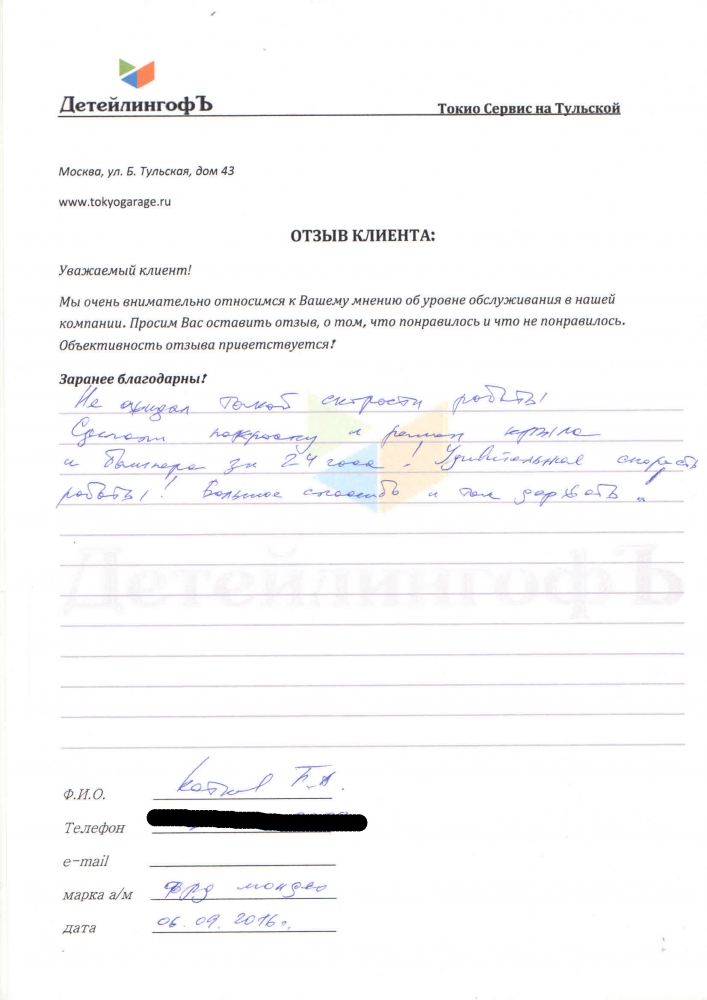 ДетейлингофЪ
Токио Сервис на Тульской
Москва, ул. Б. Тульская, дом 43
www.tokyogarage.ru
ОТЗЫВ КЛИЕНТА:
Уважаемый клиент!
Мы очень внимательно относимся к Вашему мнению об уровне обслуживания в нашей
компании. Просим Вас оставить отзыв, о том, что понравилось и что не понравилось.
Объективность отзыва приветствуется!
Заранее благодарны!
Не ожидал такой скорости работы
Сделали покраску и ремонт крыла
и бампера за 24 часа! Удивительная скорость
работы! Большое спасибо и так держать
ДетейлингофЪ
Ф.И.О.
Телефон
e-mail
марка а/м Форд мондео
дата 06.09.2016г.